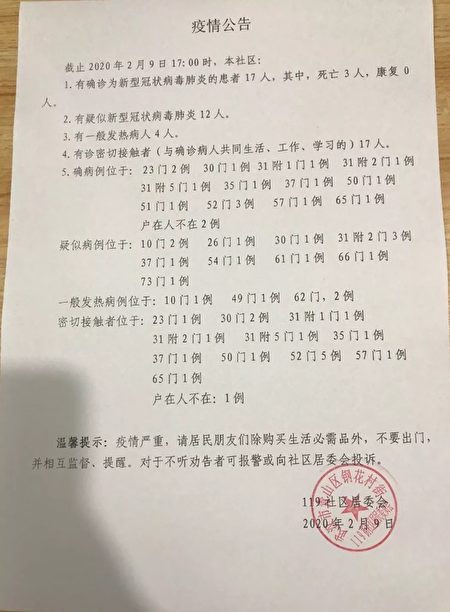 疫情公告
截止 2020 年 2 月 9 日 17:00 时，本社区：
1.有确诊为新型冠状病毒肺炎的患者 17 人，其中，死亡 3 人，康复 0
人。
2.有疑似新型冠状病毒肺炎 12 人。
3.有一般发热病人 4 人。
4.有诊密切接触者（与确诊病人共同生活、工作、学习的）17 人。
5.确病例位于：23 门 2 例 30 门 1 例 31 附 1 门 1 例 31 附 2 门 1 例
31 附 5 门 1 例 35 门 1 例 37 门 1 例 50 门 1 例
51 门 1 例 52 门 3 例 57 门 1 例 65 门 1 例
户在人不在 2 例
疑似病例位于：10 门 2 例 26 门 1 例 30 门 1 例 31 附 2 门 3 例
37 门 1 例 54 门 1 例 61 门 1 例 66 门 1 例
73 门 1 例
一般发热病例位于：10 门 1 例 49 门 1 例 62 门，2 例
密切接触者位于：23 门 1 例 30 门 2 例 31 附 1 门 1 例
31 附 2 门 1 例 31 附 5 门 1 例 35 门 1 例
37 门 1 例 50 门 1 例 52 门 5 例 57 门 1 例
65 门 1 例
户在人不在：1 例
温馨提示：疫情严重，请居民朋友们除购买生活必需品外，不要出门，
并相互监督、提醒。对于不听劝告者可报警或向社区居委会投诉。
119 社区居委会
2020 年 2 月 9 日
市青山区钢花村街